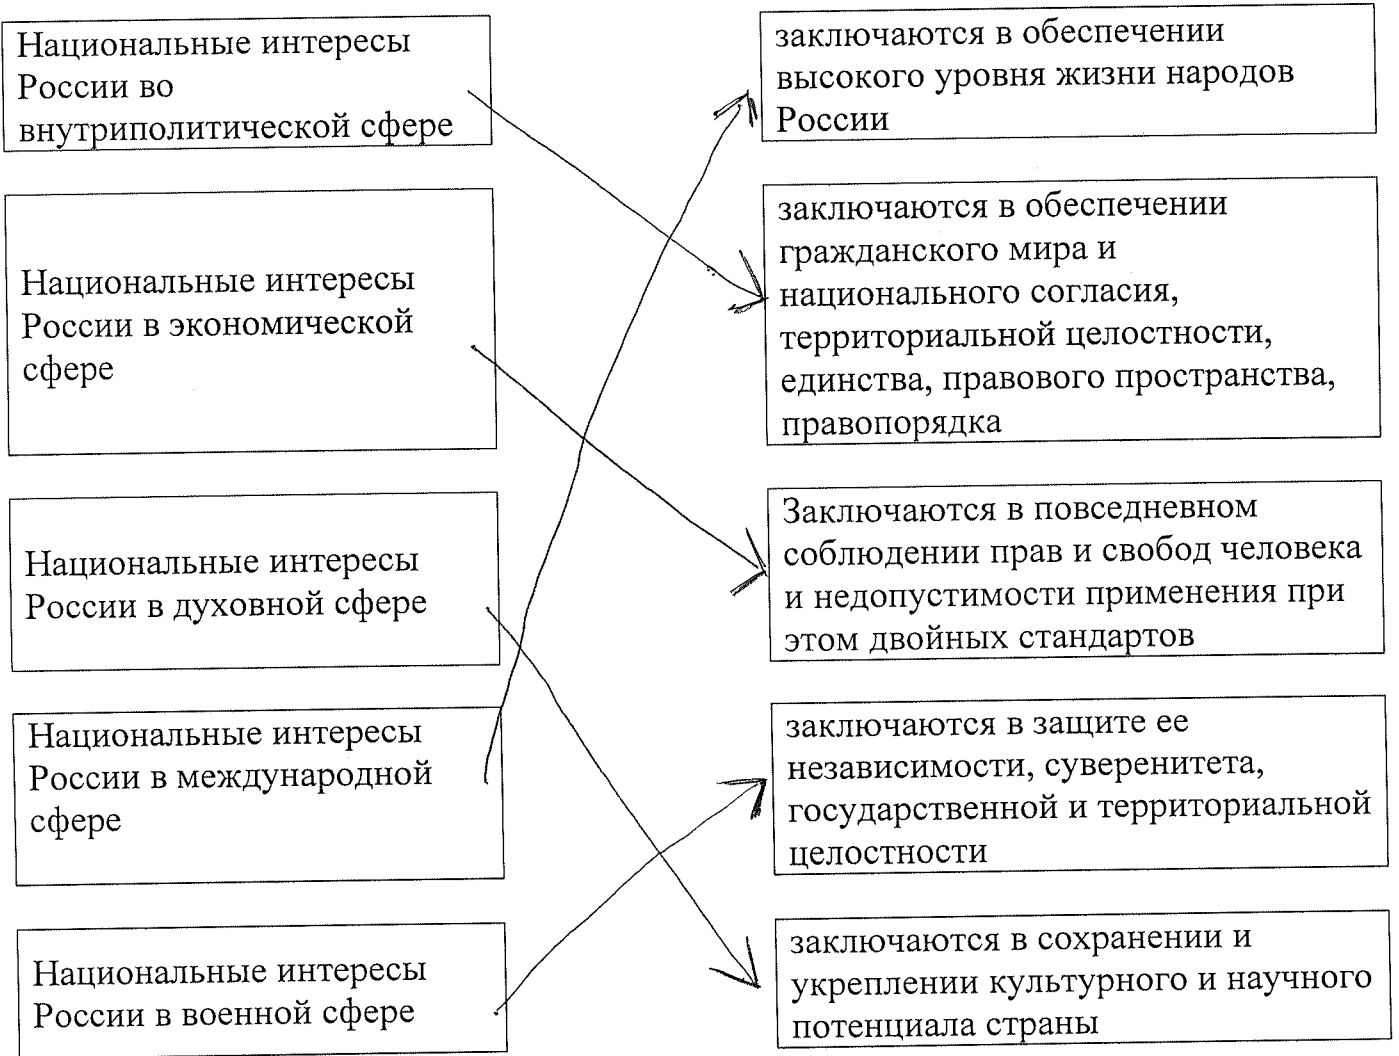 Национальные интересы
России во
внутриполитической сфере
заключаются в обеспечении
высокого уровня жизни народов
России
Национальные интересы
России в экономической
сфере
заключаются в обеспечении
гражданского мира и
национального согласия,
территориальной целостности,
единства, правового пространства,
правопорядка
Национальные интересы
России в духовной сфере
Заключаются в повседневном
соблюдении прав и свобод человека
и недопустимости применения при
этом двойных стандартов
Национальные интересы
России в международной
сфере
заключаются в защите ее
независимости, суверенитета,
государственной и территориальной
целостности
Национальные интересы
России в военной сфере
заключаются в сохранении и
укреплении культурного и научного
потенциала страны